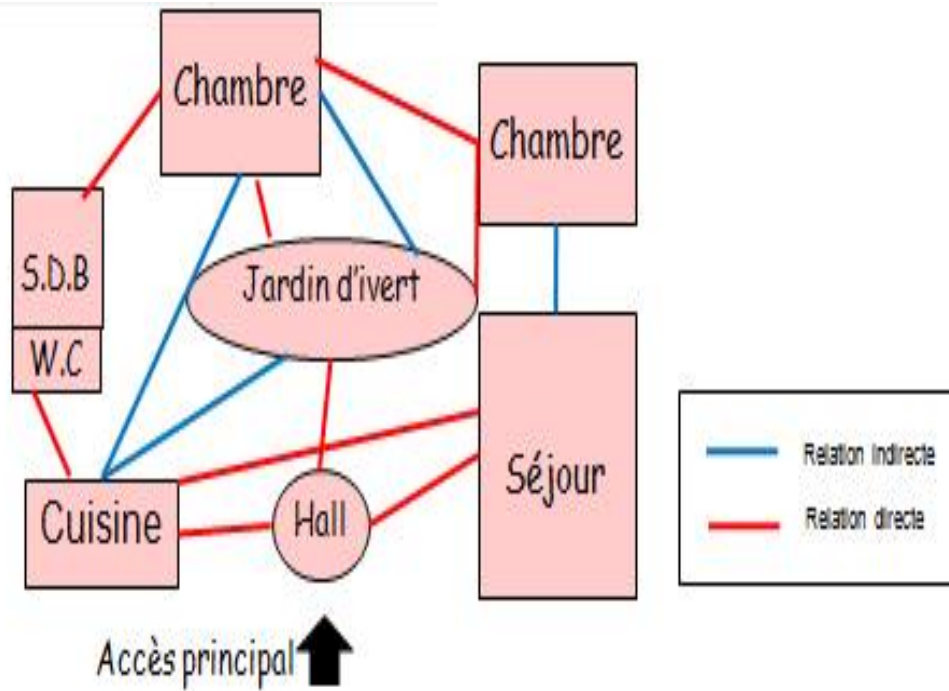 Chambre
Chambre
S.D.B
Jardin d'ivert
W.C
Séjour
Cuisine
Hall
Relation Indirecte
Relation directe
Accès principal